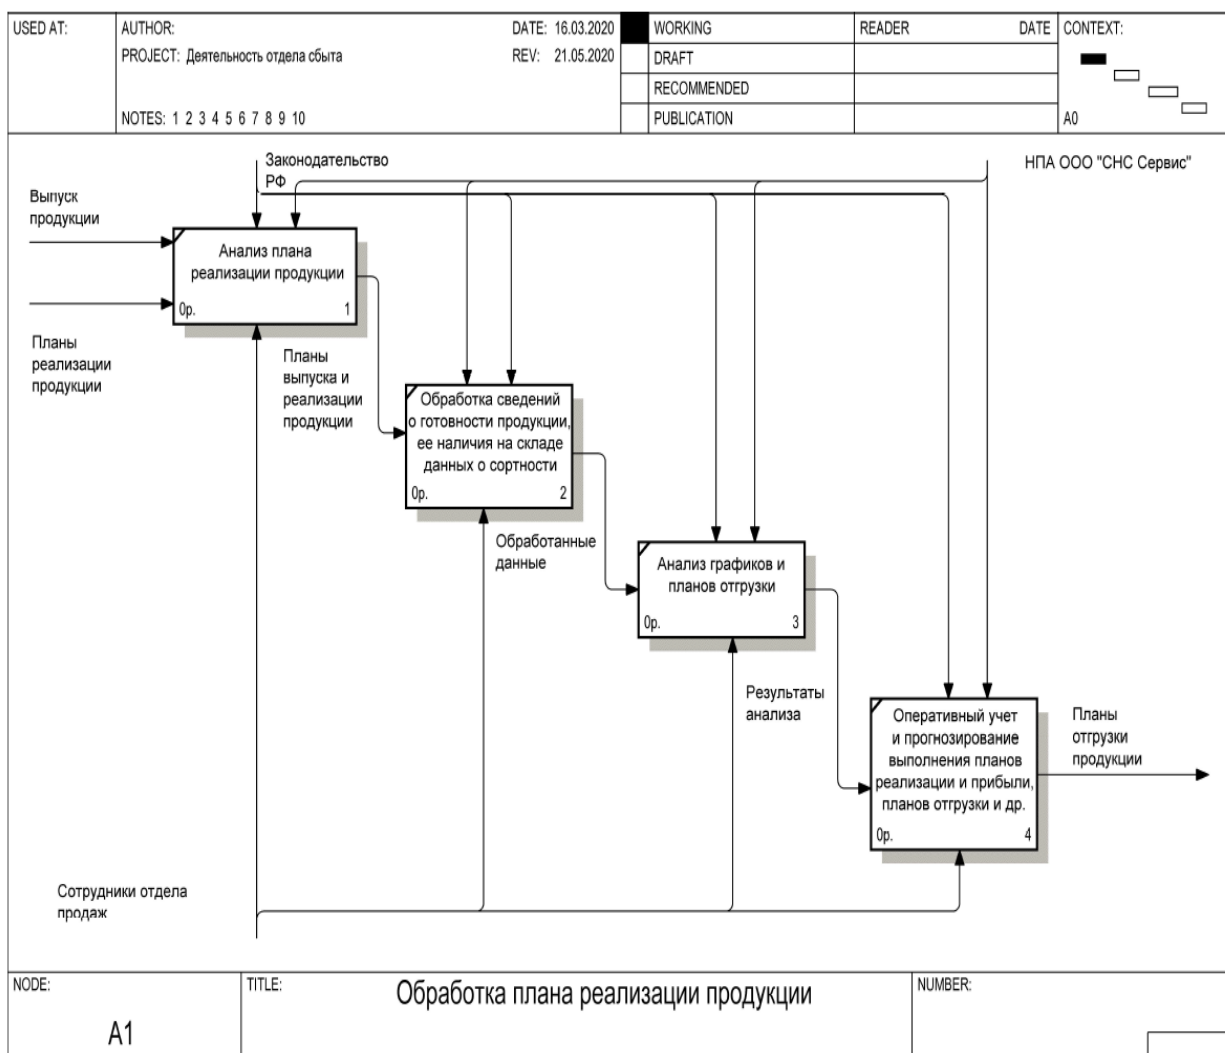 USED AT:
AUTHOR:
DATE: 16.03.2020
WORKING
READER
DATE
CONTEXT:
PROJECT: Деятельность отдела сбыта
REV: 21.05.2020
DRAFT
RECOMMENDED
NOTES: 1 2 3 4 5 6 7 8 9 10
PUBLICATION
A0
Законодательство
РФ
НПА ООО "СНС Сервис"
Выпуск
продукции
Анализ плана
реализации продукции
0р.
1
Планы
реализации
продукции
Планы
выпуска и
реализации
продукции
Обработка сведений
о готовности продукции,
ее наличия на складе
данных о сортности
0р.
2
Обработанные
данные
Анализ графиков и
планов отгрузки
0р.
3
Результаты
анализа
Оперативный учет
и прогнозирование
выполнения планов
реализации и прибыли,
планов отгрузки и др.
0р.
4
Планы
отгрузки
продукции
Сотрудники отдела
продаж
NODE:
A1
TITLE:
Обработка плана реализации продукции
NUMBER: